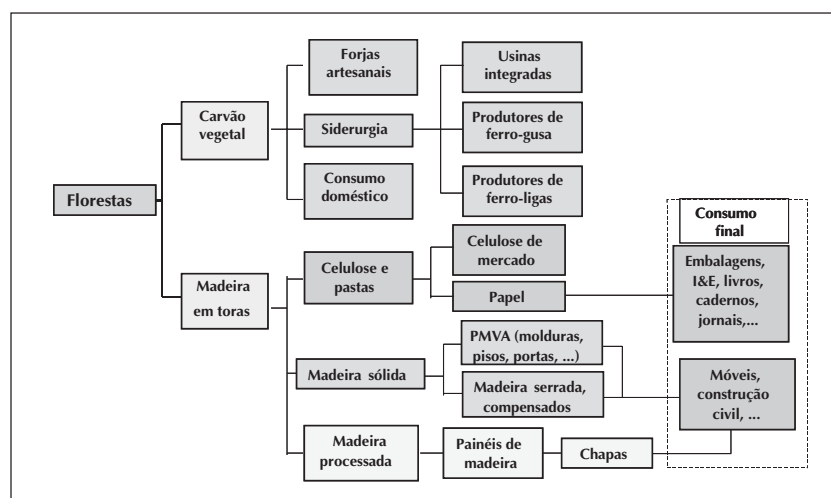 Florestas
Carvão
vegetal
Forjas
artesanais
Siderurgia
Consumo
doméstico
Usinas
integradas
Produtores de
ferro-gusa
Produtores de
ferro-ligas
Madeira
em toras
Celulose e
pastas
Celulose de
mercado
Papel
Consumo
final
Embalagens,
I&E, livros,
cadernos,
jornais,...
Madeira sólida
PMVA (molduras,
pisos, portas, ...)
Madeira serrada,
compensados
Móveis,
construção
civil, ...
Madeira
processada
Painéis de
madeira
Chapas